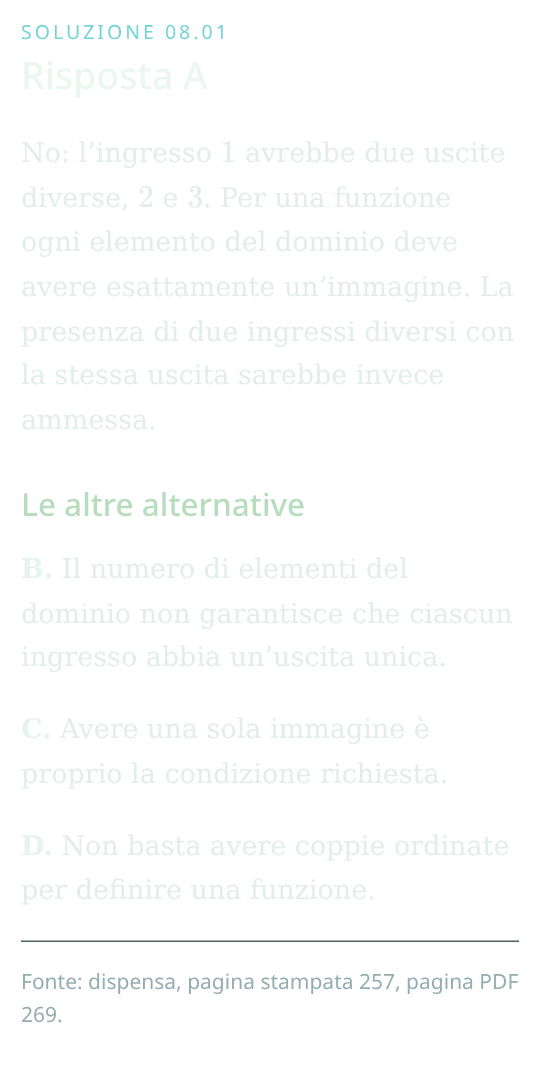 SOLUZIONE 08.01
Risposta A
No: l’ingresso 1 avrebbe due uscite
diverse, 2 e 3. Per una funzione
ogni elemento del dominio deve
avere esattamente un’immagine. La
presenza di due ingressi diversi con
la stessa uscita sarebbe invece
ammessa.
Le altre alternative
B. Il numero di elementi del
dominio non garantisce che ciascun
ingresso abbia un’uscita unica.
C. Avere una sola immagine è
proprio la condizione richiesta.
D. Non basta avere coppie ordinate
per definire una funzione.
Fonte: dispensa, pagina stampata 257, pagina PDF
269.